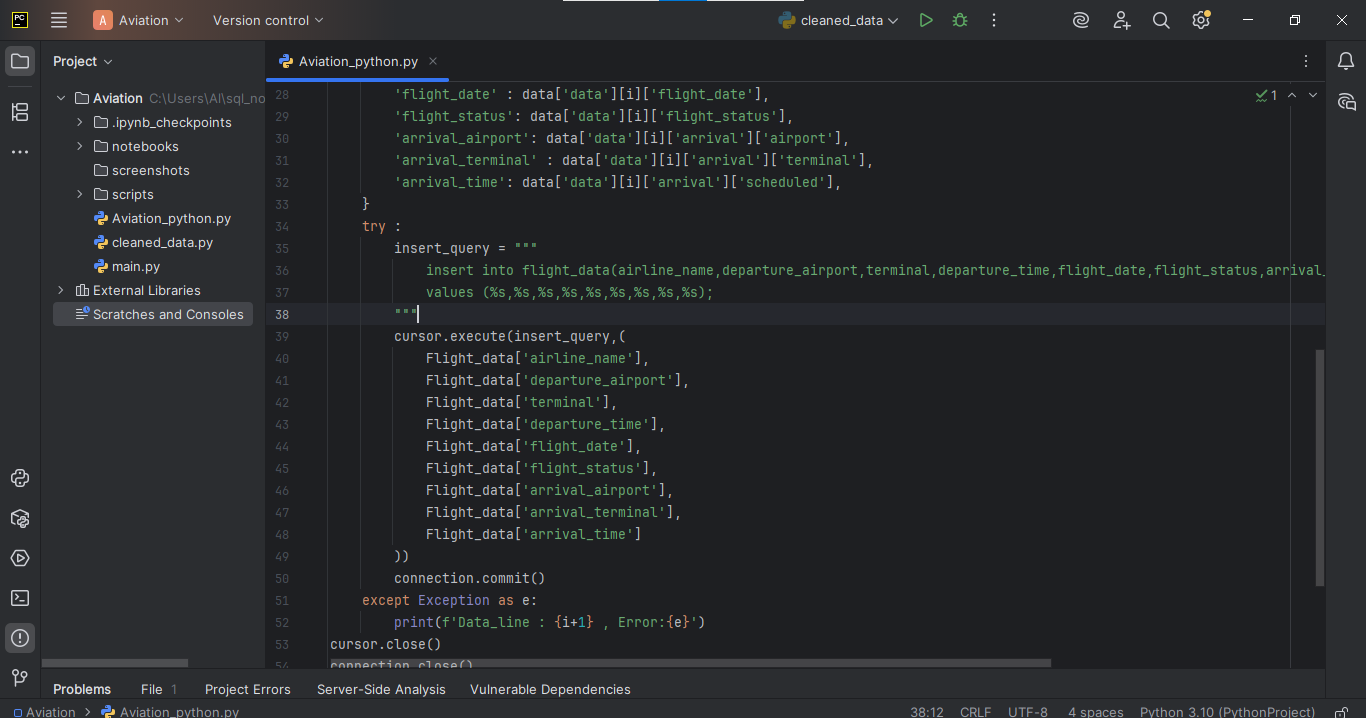 PC
A Aviation
Version control
cleaned_data
Project
Aviation_python.py
Aviation C:\Users\AI\sql_no
.ipynb_checkpoints
notebooks
screenshots
scripts
Aviation_python.py
cleaned_data.py
main.py
External Libraries
Scratches and Consoles
1
28 'flight_date' : data['data'][i]['flight_date'],
29 'flight_status': data['data'][i]['flight_status'],
30 'arrival_airport': data['data'][i]['arrival']['airport'],
31 'arrival_terminal' : data['data'][i]['arrival']['terminal'],
32 'arrival_time': data['data'][i]['arrival']['scheduled'],
33 }
34 try :
35 insert_query = """
36 insert into flight_data(airline_name,departure_airport,terminal,departure_time,flight_date,flight_status,arrival_
37 values (%s,%s,%s,%s,%s,%s,%s,%s,%s);
38 """
39 cursor.execute(insert_query,(
40 Flight_data['airline_name'],
41 Flight_data['departure_airport'],
42 Flight_data['terminal'],
43 Flight_data['departure_time'],
44 Flight_data['flight_date'],
45 Flight_data['flight_status'],
46 Flight_data['arrival_airport'],
47 Flight_data['arrival_terminal'],
48 Flight_data['arrival_time']
49 ))
50 connection.commit()
51 except Exception as e:
52 print(f'Data_line : {i+1} , Error:{e}')
53 cursor.close()
54 connection.close()
Problems File 1 Project Errors Server-Side Analysis Vulnerable Dependencies
Aviation Aviation_python.py 38:12 CRLF UTF-8 4 spaces Python 3.10 (PythonProject)